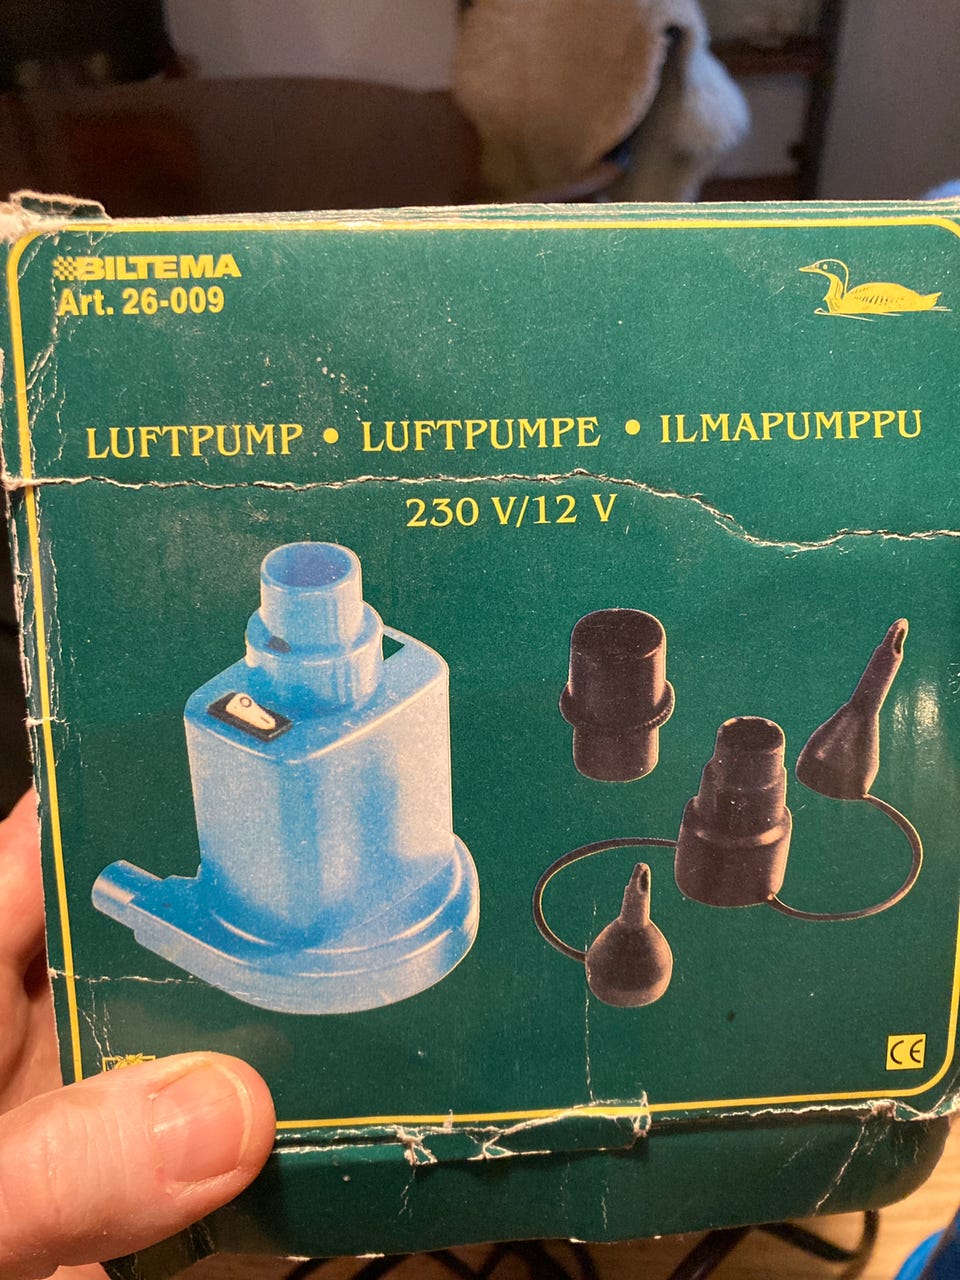 BILTEMA
Art. 26-009
LUFTPUMP • LUFTPUMPE • ILMAPUMPPU
230 V/12 V
CE